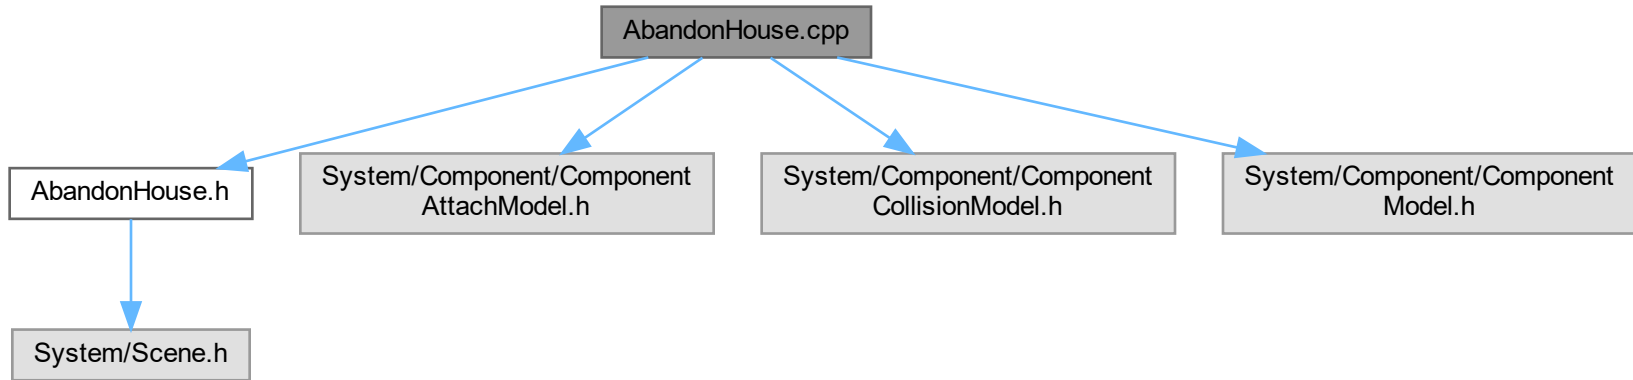 AbandonHouse.cpp
AbandonHouse.h
System/Component/Component
AttachModel.h
System/Component/Component
CollisionModel.h
System/Component/Component
Model.h
System/Scene.h